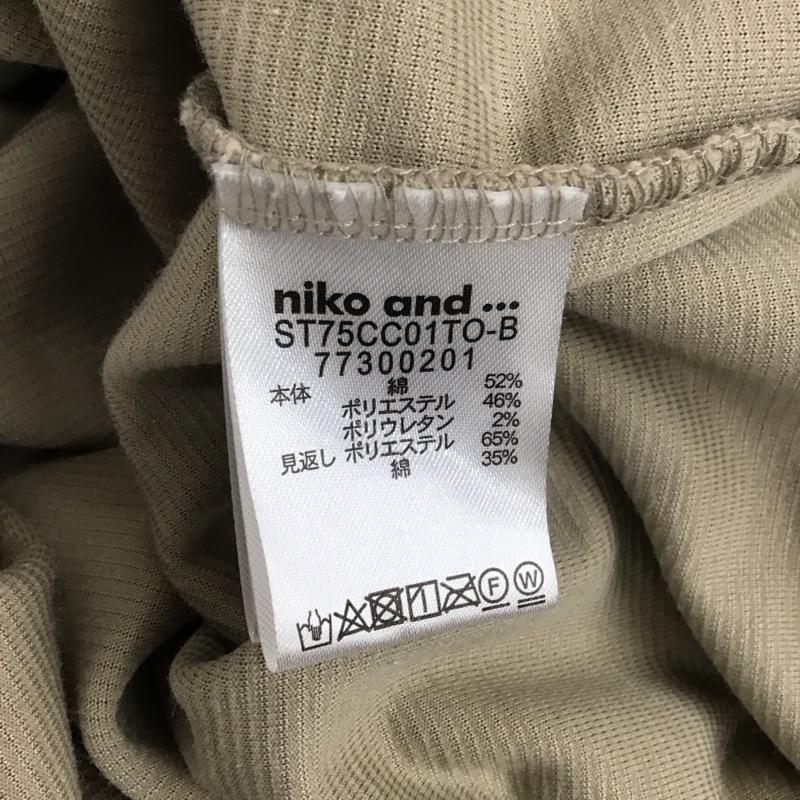 niko and ...
ST75CC01TO-B
77300201
本体 綿 52%
ポリエステル 46%
ポリウレタン 2%
見返し ポリエステル 65%
綿 35%
F W